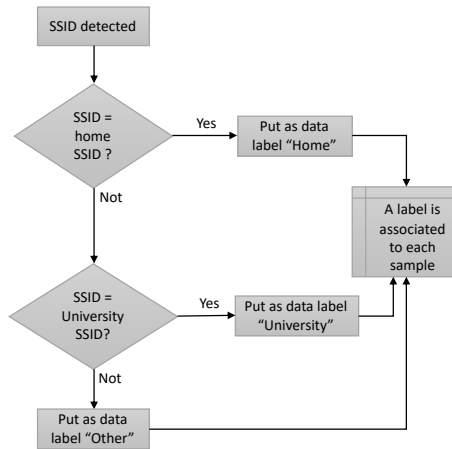 SSID detected
SSID =
home
SSID ?
Yes
Put as data
label “Home”
Not
A label is
associated
to each
sample
SSID =
University
SSID?
Yes
Put as data label
“University”
Not
Put as data
label “Other”